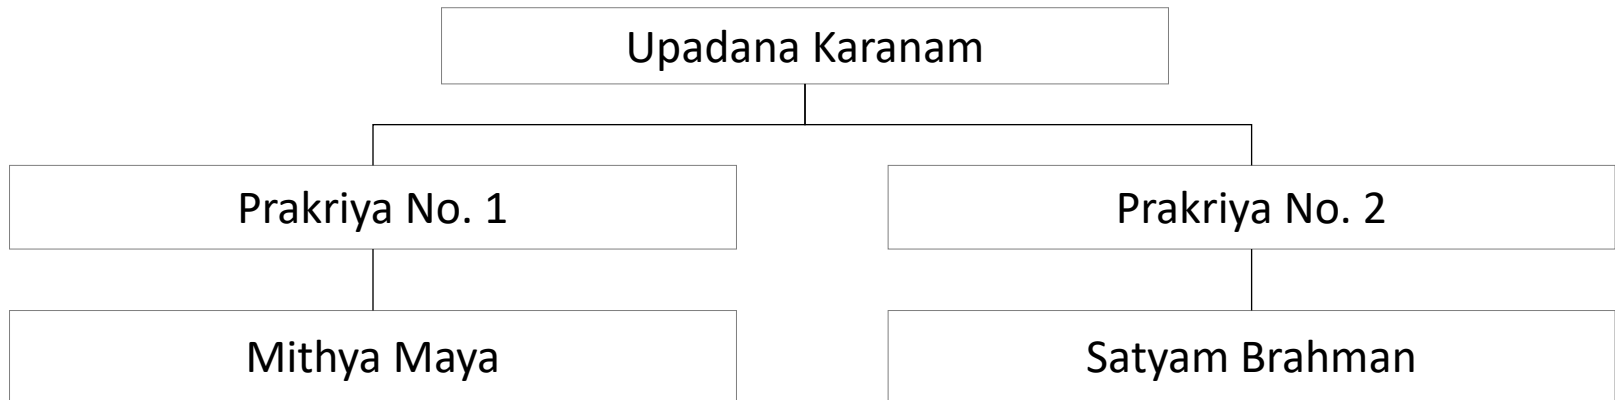 Upadana Karanam
Prakriya No. 1
Prakriya No. 2
Mithya Maya
Satyam Brahman